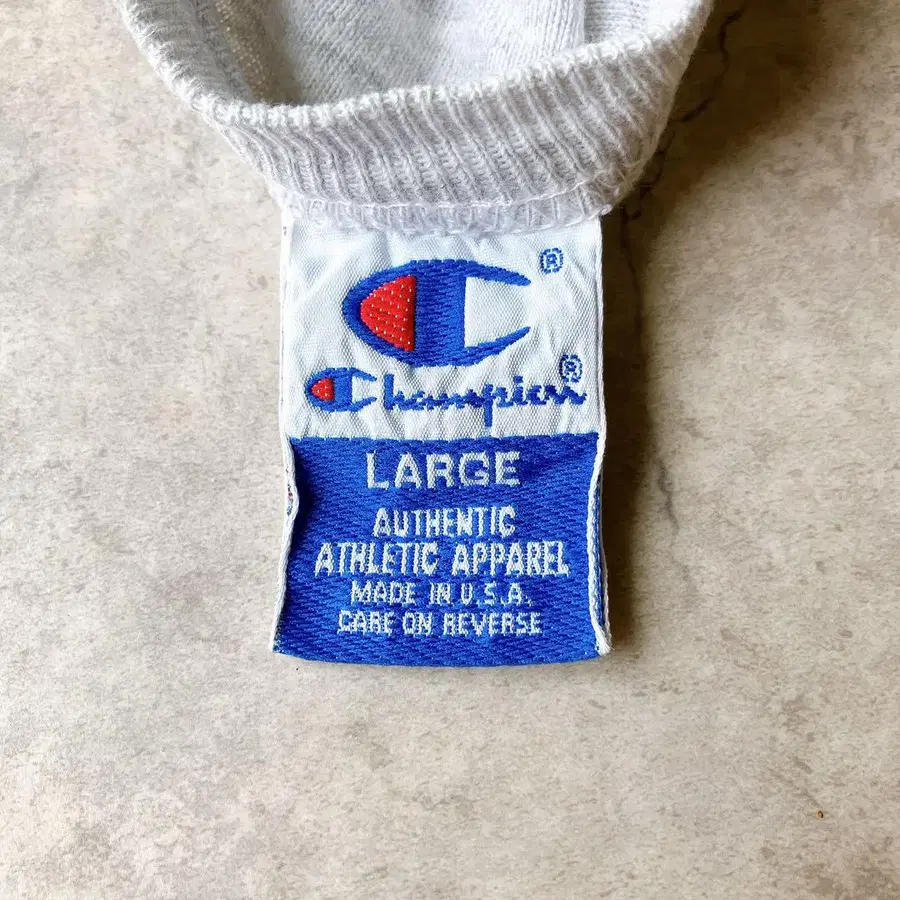 ®
Champion®
LARGE
AUTHENTIC
ATHLETIC APPAREL
MADE IN U.S.A.
CARE ON REVERSE